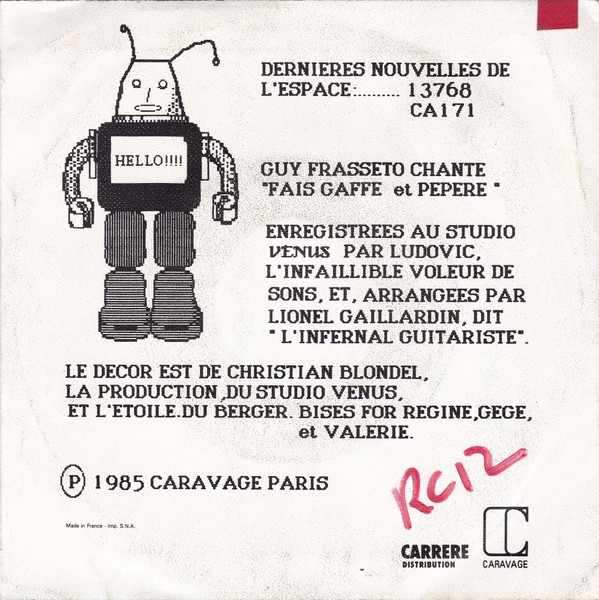 DERNIERES NOUVELLES DE
L'ESPACE:......... 13768
CA171
HELLO!!!!
GUY FRASSETO CHANTE
"FAIS GAFFE et PEPERE "
ENREGISTREES AU STUDIO
VENUS PAR LUDOVIC,
L'INFAILLIBLE VOLEUR DE
SONS, ET, ARRANGEES PAR
LIONEL GAILLARDIN, DIT
" L'INFERNAL GUITARISTE".
LE DECOR EST DE CHRISTIAN BLONDEL,
LA PRODUCTION,DU STUDIO VENUS,
ET L'ETOILE.DU BERGER. BISES FOR REGINE,GEGE,
et VALERIE.
℗ 1985 CARAVAGE PARIS
RC12
Made in France - Imp. S.N.A.
CARRERE
DISTRIBUTION
CARAVAGE